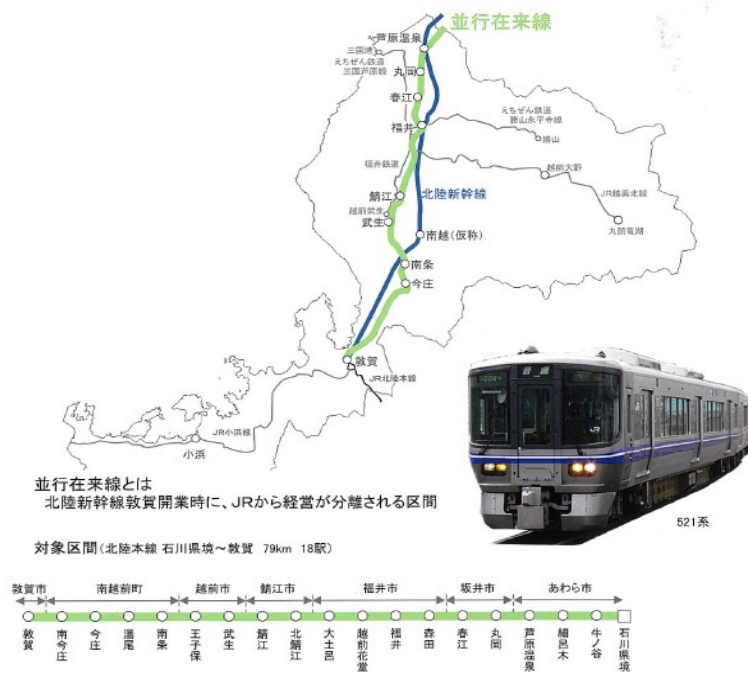 並行在来線
芦原温泉
三国港
えちぜん鉄道
三国芦原線
丸岡
春江
えちぜん鉄道
勝山永平寺線
福井
勝山
福井鉄道
越前大野
JR越美北線
鯖江
北陸新幹線
越前武生
武生
南越(仮称)
九頭竜湖
南条
今庄
敦賀
JR北陸本線
JR小浜線
小浜
普通
JR
521系
並行在来線とは
北陸新幹線敦賀開業時に、JRから経営が分離される区間
対象区間(北陸本線 石川県境～敦賀 79km 18駅)
敦賀市 南越前町 越前市 鯖江市 福井市 坂井市 あわら市
敦賀 南今庄 今庄 湯尾 南条 王子保 武生 鯖江 北鯖江 大土呂 越前花堂 福井 森田 春江 丸岡 芦原温泉 細呂木 牛ノ谷 石川県境